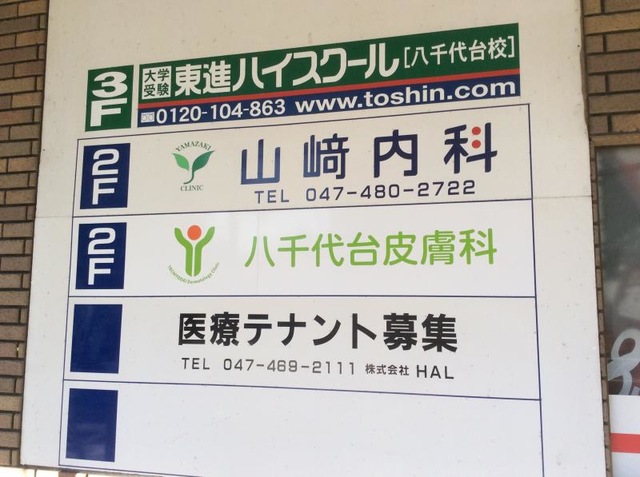 3F
大学受験 東進ハイスクール[八千代台校]
0120-104-863 www.toshin.com
2F
YAMAZAKI CLINIC
山﨑内科
TEL 047-480-2722
2F
八千代台皮膚科
医療テナント募集
TEL 047-469-2111 株式会社 HAL